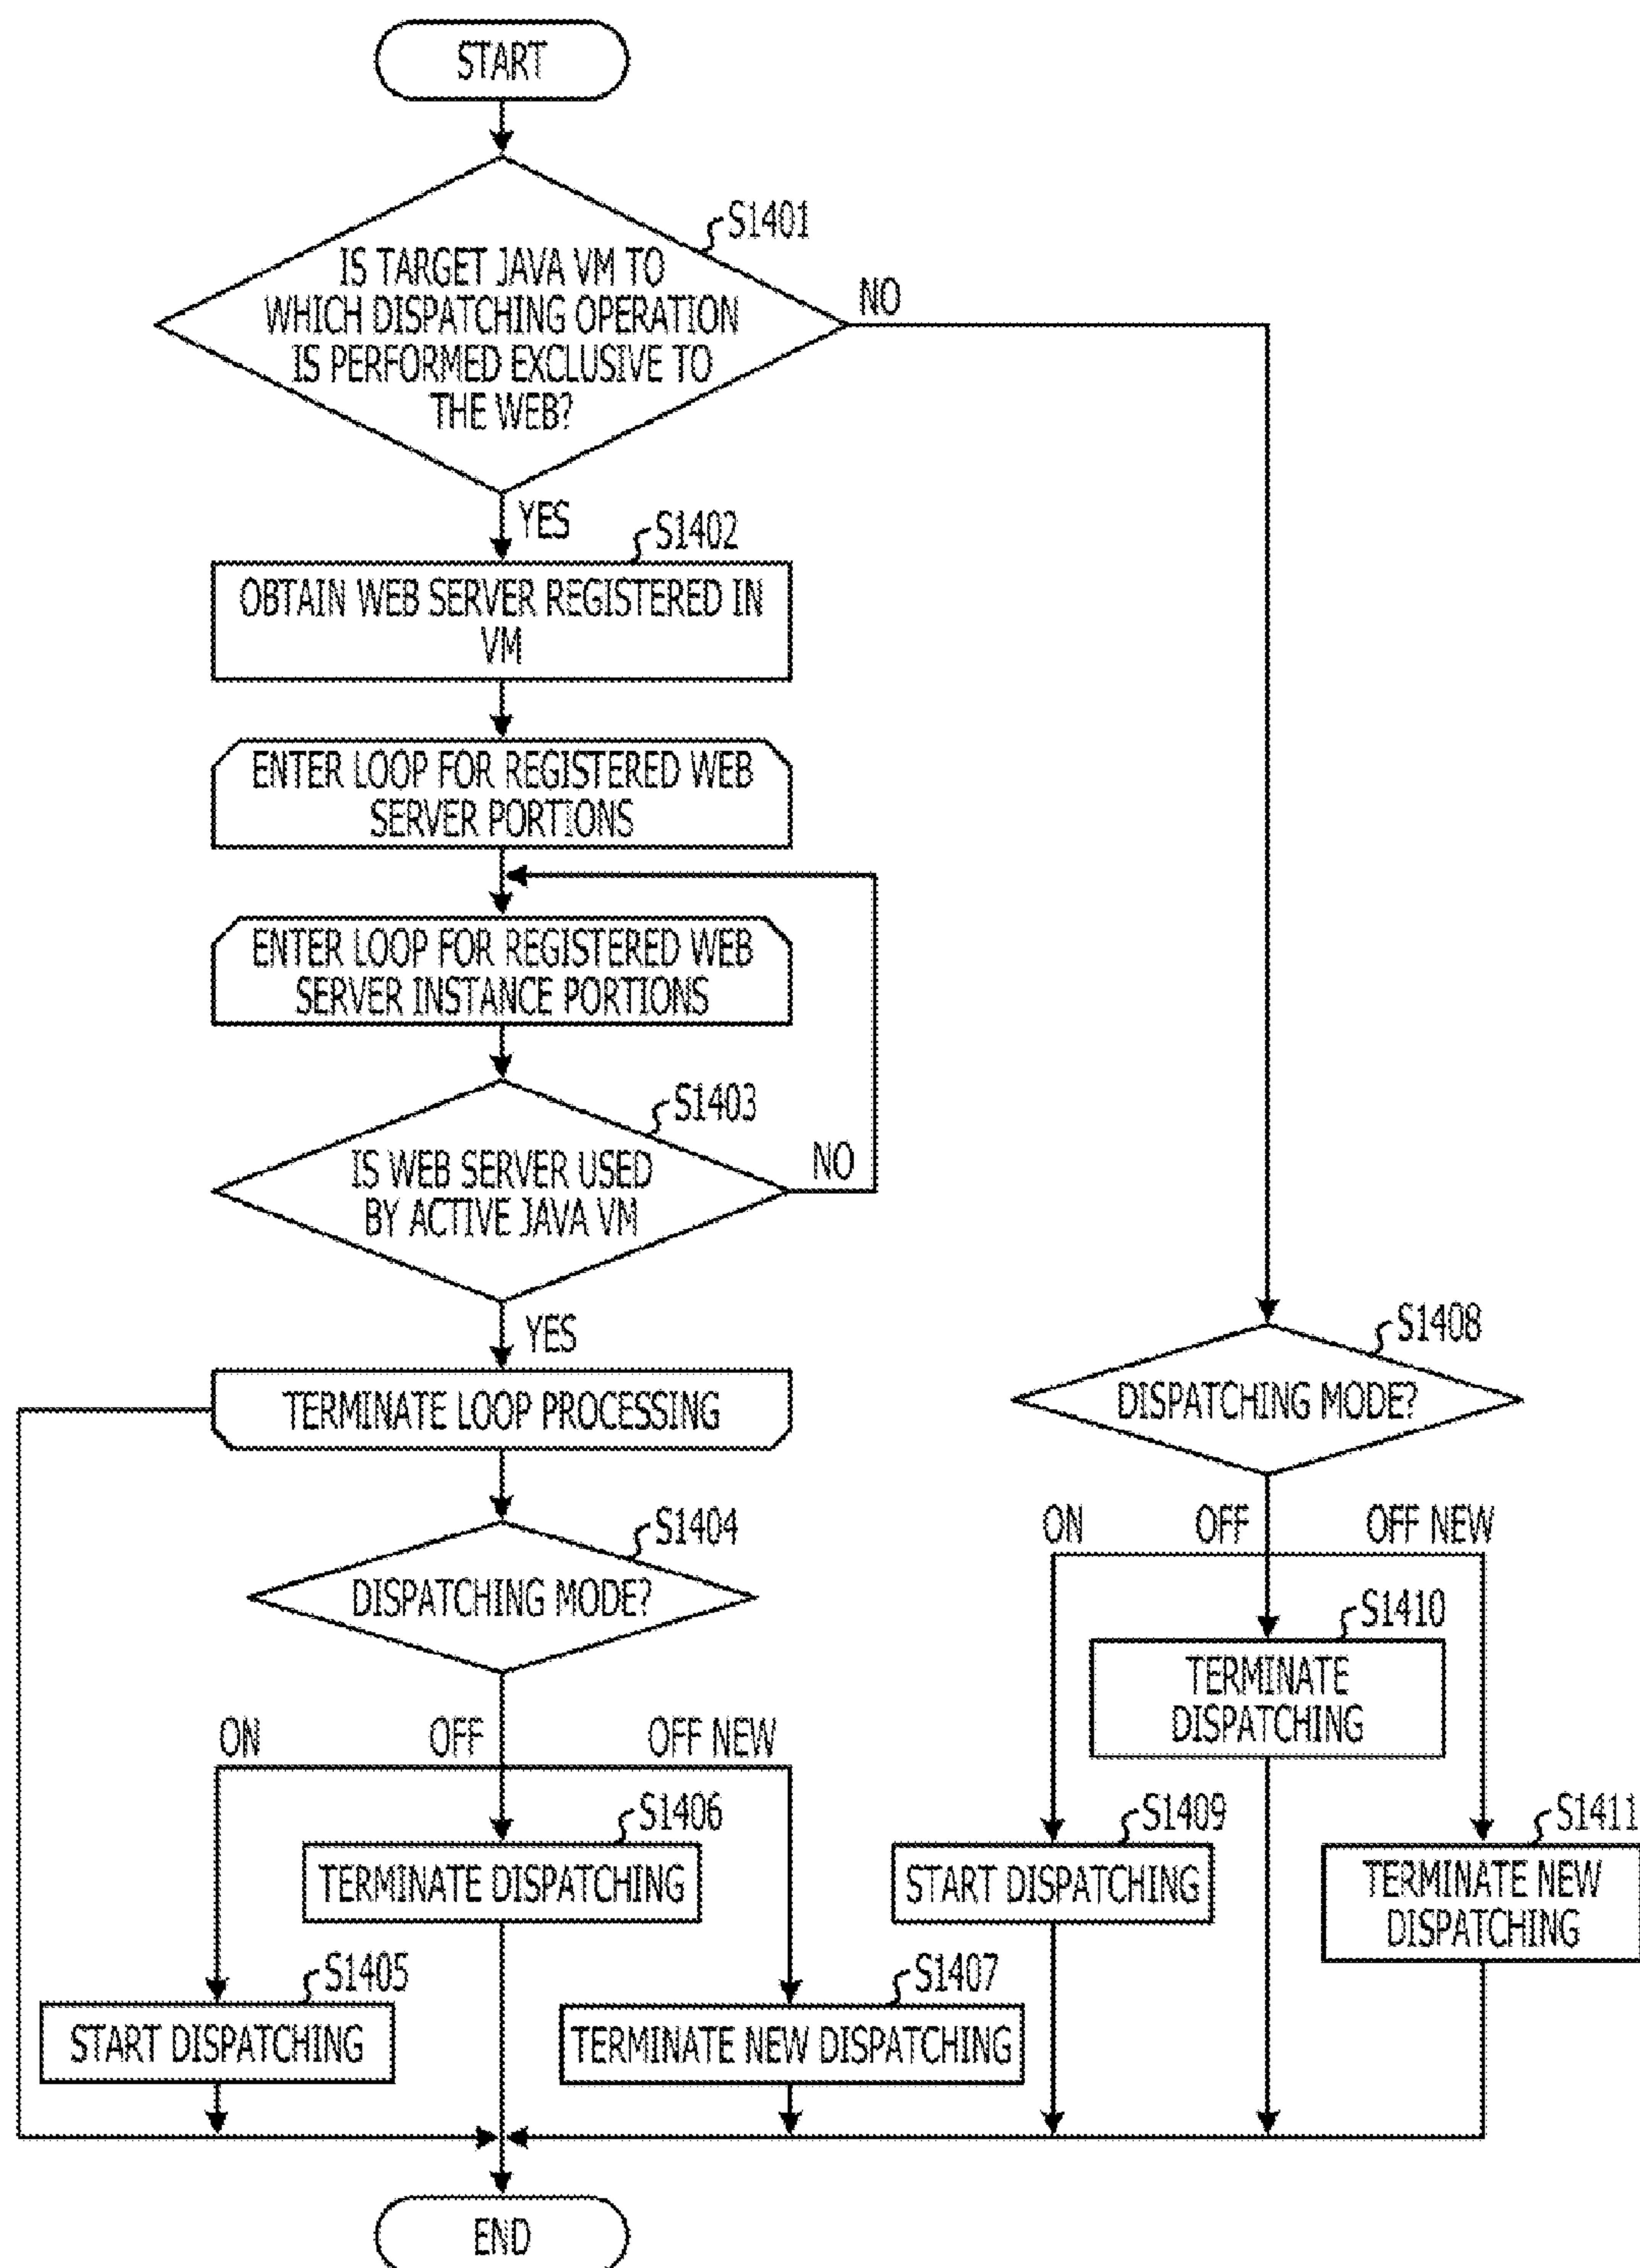 START
S1401
IS TARGET JAVA VM TO
WHICH DISPATCHING OPERATION
IS PERFORMED EXCLUSIVE TO
THE WEB?
NO
YES
S1402
OBTAIN WEB SERVER REGISTERED IN
VM
ENTER LOOP FOR REGISTERED WEB
SERVER PORTIONS
ENTER LOOP FOR REGISTERED WEB
SERVER INSTANCE PORTIONS
S1403
IS WEB SERVER USED
BY ACTIVE JAVA VM
NO
YES
TERMINATE LOOP PROCESSING
S1404
DISPATCHING MODE?
ON
OFF
OFF NEW
S1406
TERMINATE DISPATCHING
S1405
START DISPATCHING
S1407
TERMINATE NEW DISPATCHING
S1408
DISPATCHING MODE?
ON
OFF
OFF NEW
S1410
TERMINATE
DISPATCHING
S1409
START DISPATCHING
S1411
TERMINATE NEW
DISPATCHING
END